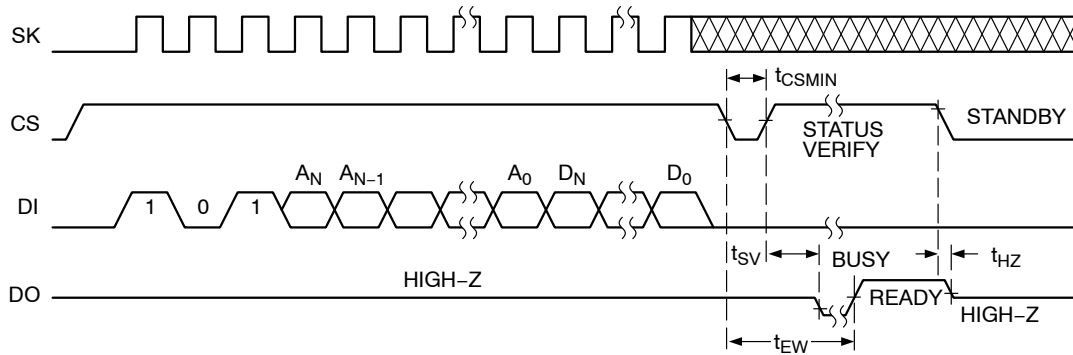 SK
t_CSMIN
CS
STATUS
VERIFY
STANDBY
A_N A_N−1 A_0 D_N D_0
DI
1 0 1
t_SV
BUSY
t_HZ
HIGH−Z
DO
READY
HIGH−Z
t_EW